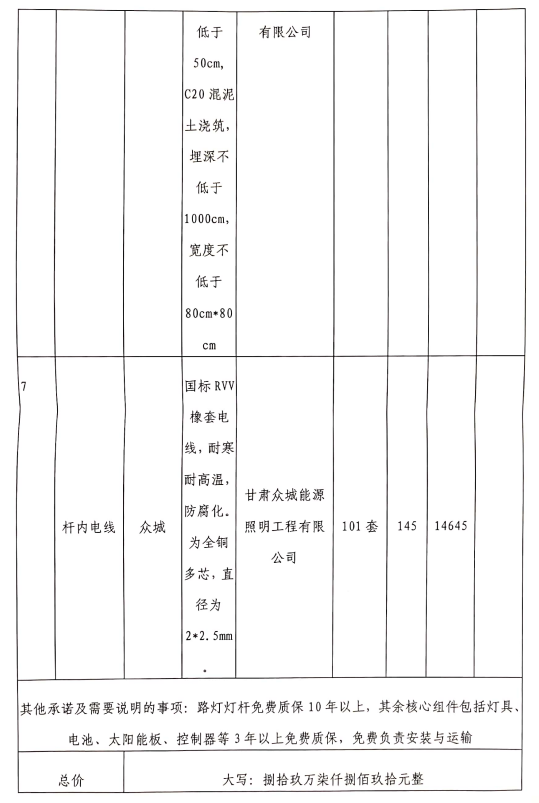 低于
50cm,
C20 混泥
土浇筑，
埋深不
低于
1000cm,
宽度不
低于
80cm*80
cm
有限公司
7
杆内电线
众城
国标 RVV
橡套电
线，耐寒
耐高温，
防腐化。
为全铜
多芯，直
径为
2*2.5mm
。
甘肃众城能源
照明工程有限
公司
101 套
145
14645
其他承诺及需要说明的事项：路灯灯杆免费质保 10 年以上，其余核心组件包括灯具、
电池、太阳能板、控制器等 3 年以上免费质保，免费负责安装与运输
总价
大写：捌拾玖万柒仟捌佰玖拾元整